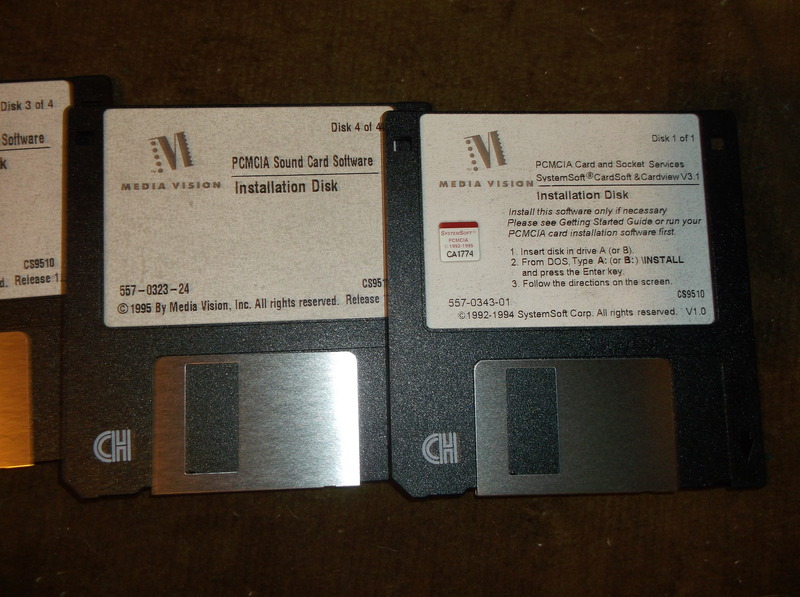 Disk 3 of 4
Software
k
CS9510
d. Release 1.
M
MEDIA VISION
Disk 4 of 4
PCMCIA Sound Card Software
Installation Disk
557-0323-24
CS951
©1995 By Media Vision, Inc. All rights reserved. Release
CH
M
MEDIA VISION
Disk 1 of 1
PCMCIA Card and Socket Services
SystemSoft® CardSoft & Cardview V3.1
Installation Disk
Install this software only if necessary
Please see Getting Started Guide or run your
PCMCIA card installation software first.
SYSTEMSOFT
PCMCIA
©1992-1995
CA1774
1. Insert disk in drive A (or B).
2. From DOS, Type A: (or B:) \INSTALL
and press the Enter key.
3. Follow the directions on the screen.
557-0343-01
CS9510
©1992-1994 SystemSoft Corp. All rights reserved. V1.0
CH